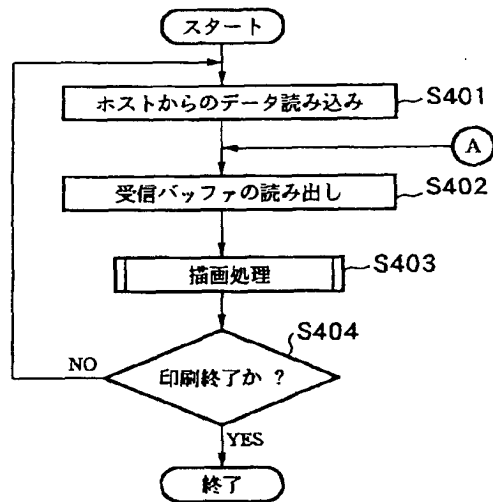 スタート
ホストからのデータ読み込み S401
A
受信バッファの読み出し S402
描画処理 S403
S404
NO 印刷終了か ?
YES
終了